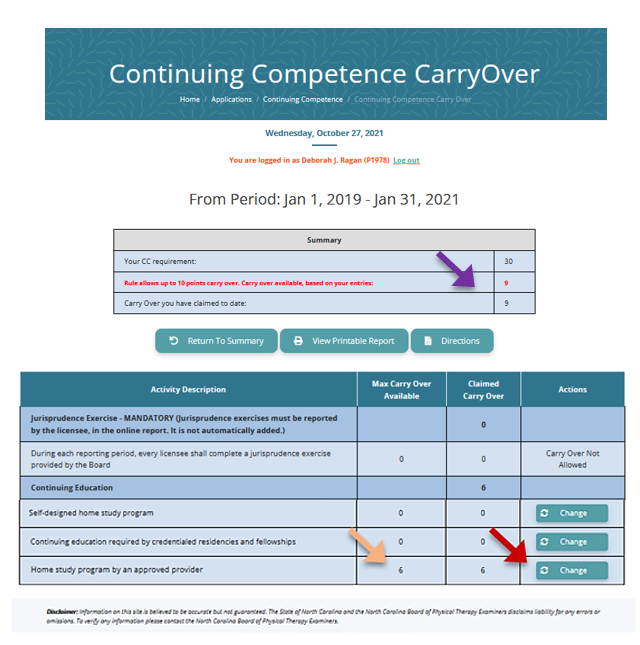 Continuing Competence CarryOver
Home / Applications / Continuing Competence / Continuing Competence Carry Over
Wednesday, October 27, 2021
You are logged in as Deborah J. Ragan (P1978) Log out
From Period: Jan 1, 2019 - Jan 31, 2021
Summary
Your CC requirement: 30
Rule allows up to 10 points carry over. Carry over available, based on your entries: 9
Carry Over you have claimed to date: 9
Return To Summary View Printable Report Directions
Activity Description Max Carry Over Available Claimed Carry Over Actions
Jurisprudence Exercise - MANDATORY (Jurisprudence exercises must be reported
by the licensee, in the online report. It is not automatically added.) 0
During each reporting period, every licensee shall complete a jurisprudence exercise
provided by the Board 0 0 Carry Over Not Allowed
Continuing Education 6
Self-designed home study program 0 0 Change
Continuing education required by credentialed residencies and fellowships 0 0 Change
Home study program by an approved provider 6 6 Change
Disclaimer: Information on this site is believed to be accurate but not guaranteed. The State of North Carolina and the North Carolina Board of Physical Therapy Examiners disclaims liability for any errors or
omissions. To verify any information please contact the North Carolina Board of Physical Therapy Examiners.